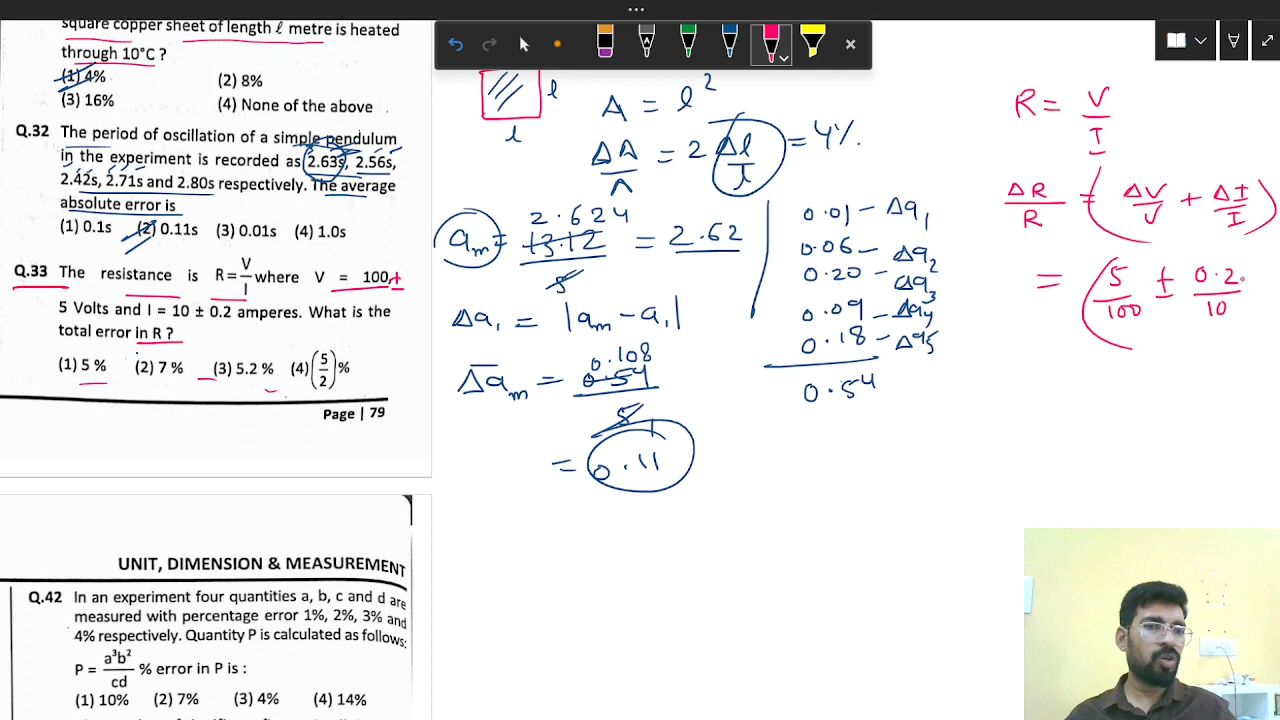 square copper sheet of length ℓ metre is heated
through 10°C ?
(1) 4% (2) 8%
(3) 16% (4) None of the above
Q.32 The period of oscillation of a simple pendulum
in the experiment is recorded as 2.63s, 2.56s,
2.42s, 2.71s and 2.80s respectively. The average
absolute error is
(1) 0.1s (2) 0.11s (3) 0.01s (4) 1.0s
Q.33 The resistance is R = V/I where V = 100 ±
5 Volts and I = 10 ± 0.2 amperes. What is the
total error in R ?
(1) 5 % (2) 7 % (3) 5.2 % (4) (5/2)%
Page | 79
UNIT, DIMENSION & MEASUREMENT
Q.42 In an experiment four quantities a, b, c and d are
measured with percentage error 1%, 2%, 3% and
4% respectively. Quantity P is calculated as follows:
P = a³b²/cd % error in P is :
(1) 10% (2) 7% (3) 4% (4) 14%
ℓ
ℓ
A = ℓ²
ΔA/A = 2 Δℓ/ℓ = 4%.
2.624
a_m = 13.12/5 = 2.62
Δa₁ = |a_m − a₁|
0.108
Δa_m = 0.54/5
= 0.11
0.01 − Δa₁
0.06 − Δa₂
0.20 − Δa₃
0.09 − Δa₄
0.18 − Δa₅
0.54
R = V/I
ΔR/R = (ΔV/V + ΔI/I)
= (5/100 ± 0.2/10